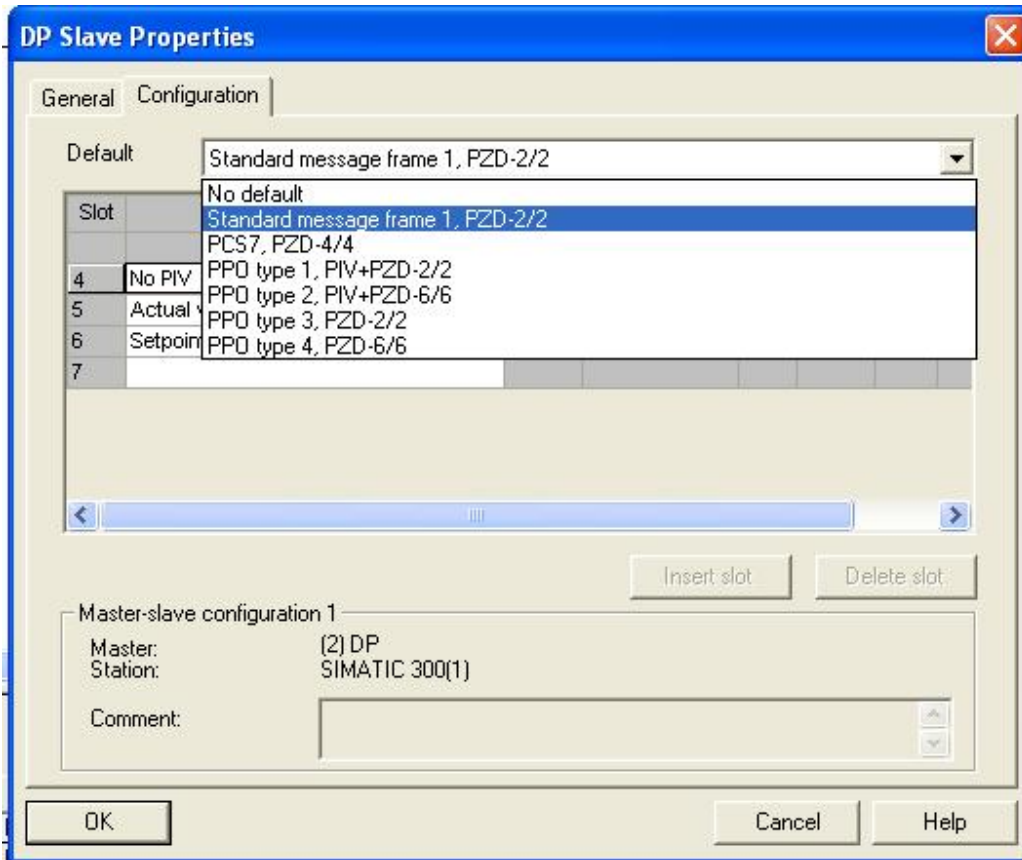 DP Slave Properties
General
Configuration
Default
Standard message frame 1, PZD-2/2
No default
Standard message frame 1, PZD-2/2
PCS7, PZD-4/4
PPO type 1, PIV+PZD-2/2
PPO type 2, PIV+PZD-6/6
PPO type 3, PZD-2/2
PPO type 4, PZD-6/6
Slot
4 No PIV
5 Actual
6
7
Insert slot
Delete slot
Master-slave configuration 1
Master: (2) DP
Station: SIMATIC 300(1)
Comment:
OK
Cancel
Help